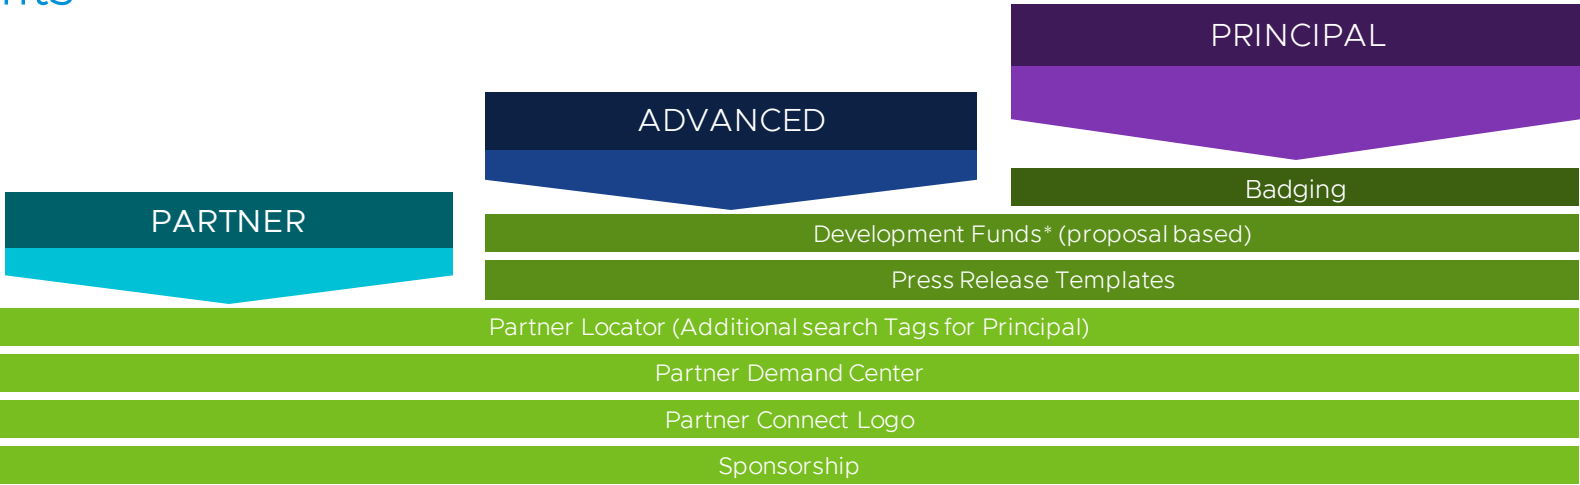 PRINCIPAL
ADVANCED
Badging
PARTNER
Development Funds* (proposal based)
Press Release Templates
Partner Locator (Additional search Tags for Principal)
Partner Demand Center
Partner Connect Logo
Sponsorship